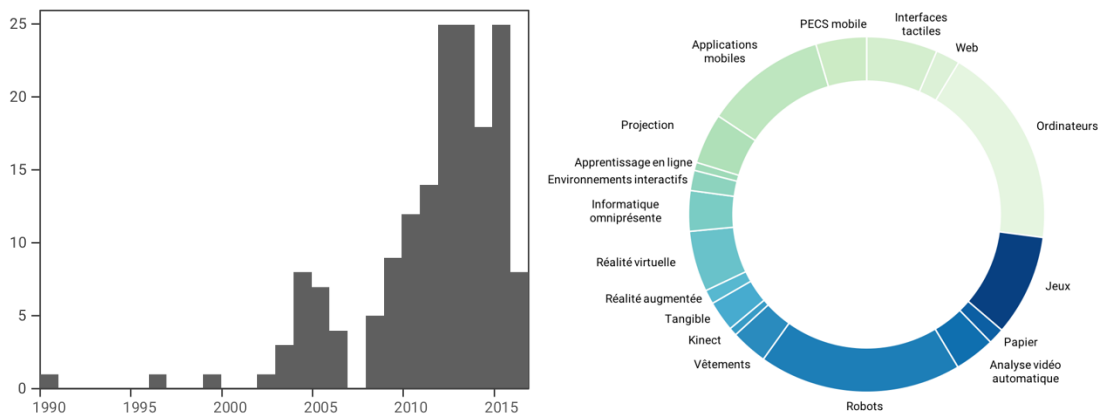 25
20
15
10
5
0
1990
1995
2000
2005
2010
2015
PECS mobile
Interfaces
tactiles
Web
Ordinateurs
Jeux
Papier
Analyse vidéo
automatique
Robots
Vêtements
Kinect
Tangible
Réalité augmentée
Réalité virtuelle
Informatique
omniprésente
Environnements interactifs
Apprentissage en ligne
Projection
Applications
mobiles